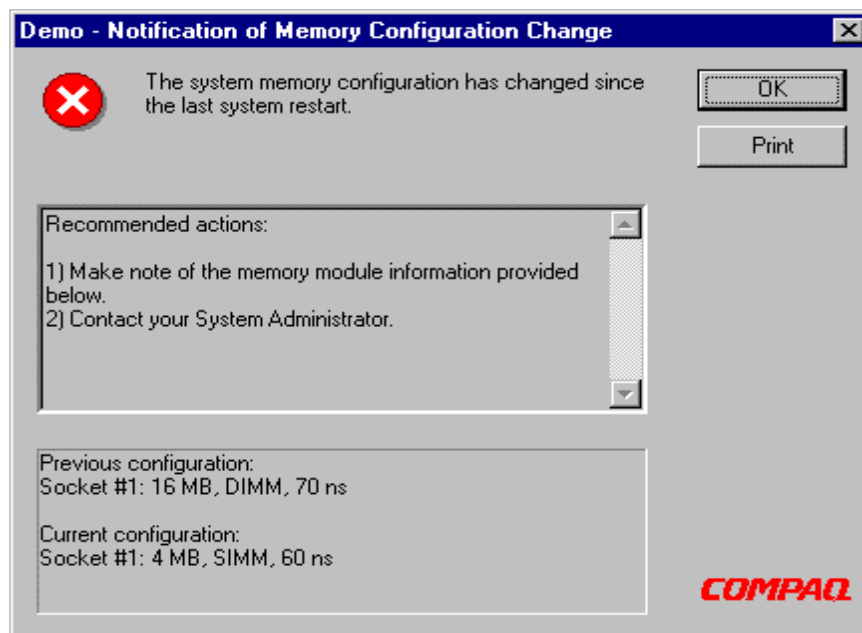 Demo - Notification of Memory Configuration Change
The system memory configuration has changed since
the last system restart.
OK
Print
Recommended actions:
1) Make note of the memory module information provided
below.
2) Contact your System Administrator.
Previous configuration:
Socket #1: 16 MB, DIMM, 70 ns
Current configuration:
Socket #1: 4 MB, SIMM, 60 ns
COMPAQ